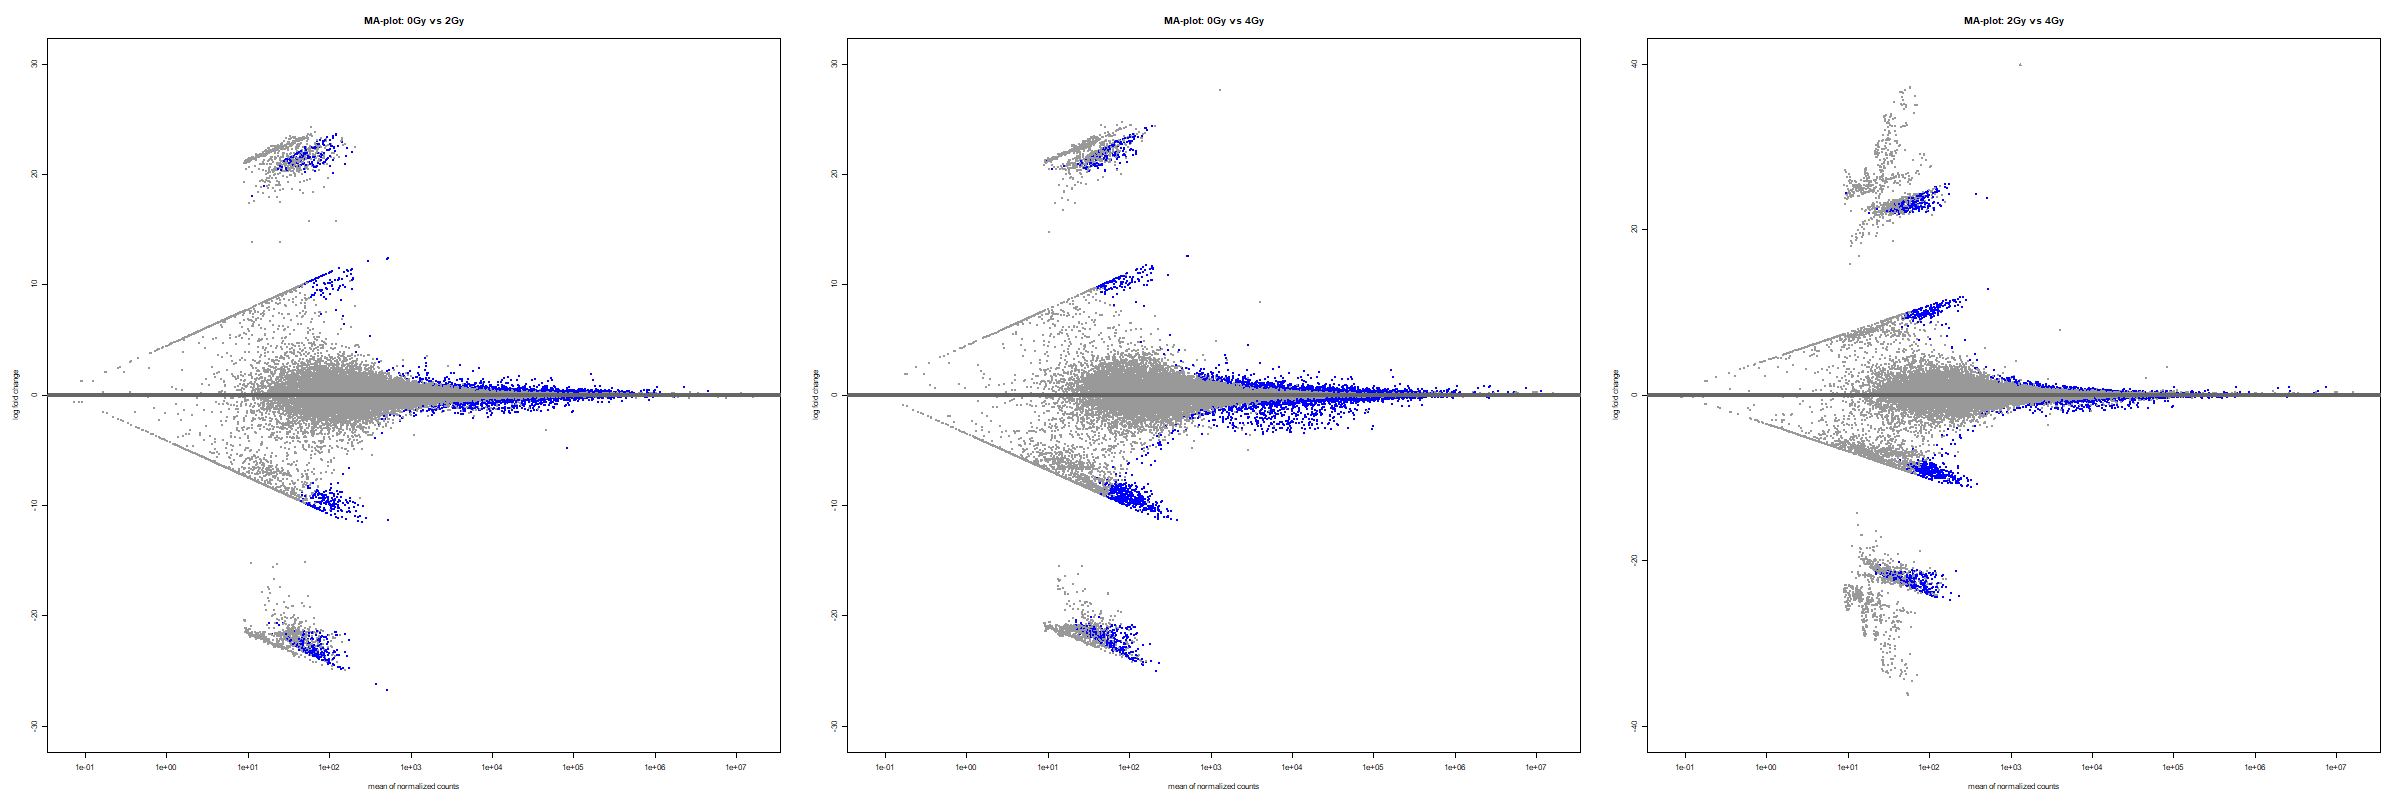 MA-plot: 0Gy vs 2Gy
30
20
10
0
-10
-20
-30
log fold change
1e-01 1e+00 1e+01 1e+02 1e+03 1e+04 1e+05 1e+06 1e+07
mean of normalized counts
MA-plot: 0Gy vs 4Gy
30
20
10
0
-10
-20
-30
log fold change
1e-01 1e+00 1e+01 1e+02 1e+03 1e+04 1e+05 1e+06 1e+07
mean of normalized counts
MA-plot: 2Gy vs 4Gy
40
20
0
-20
-40
log fold change
1e-01 1e+00 1e+01 1e+02 1e+03 1e+04 1e+05 1e+06 1e+07
mean of normalized counts